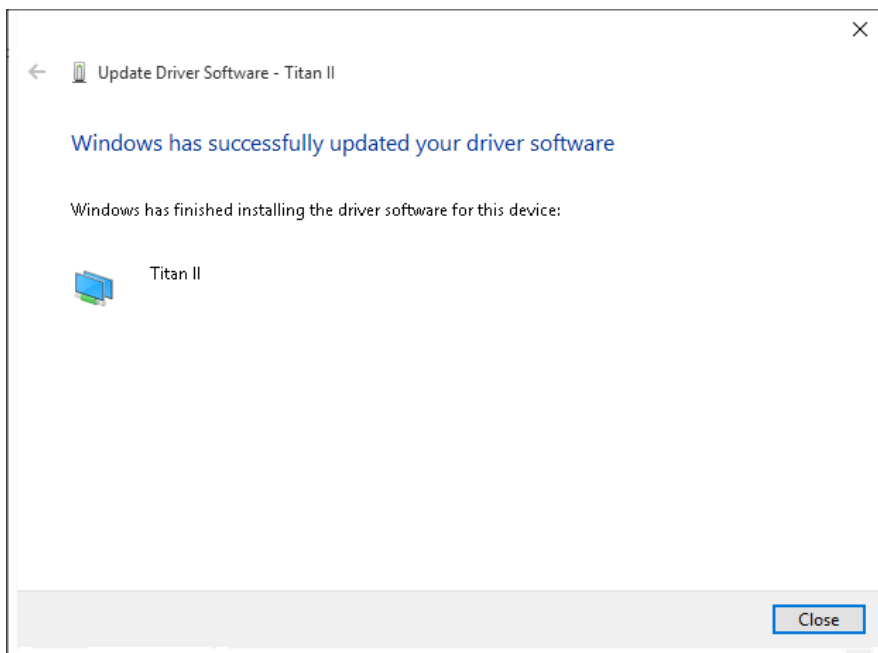 Update Driver Software - Titan II
Windows has successfully updated your driver software
Windows has finished installing the driver software for this device:
Titan II
Close